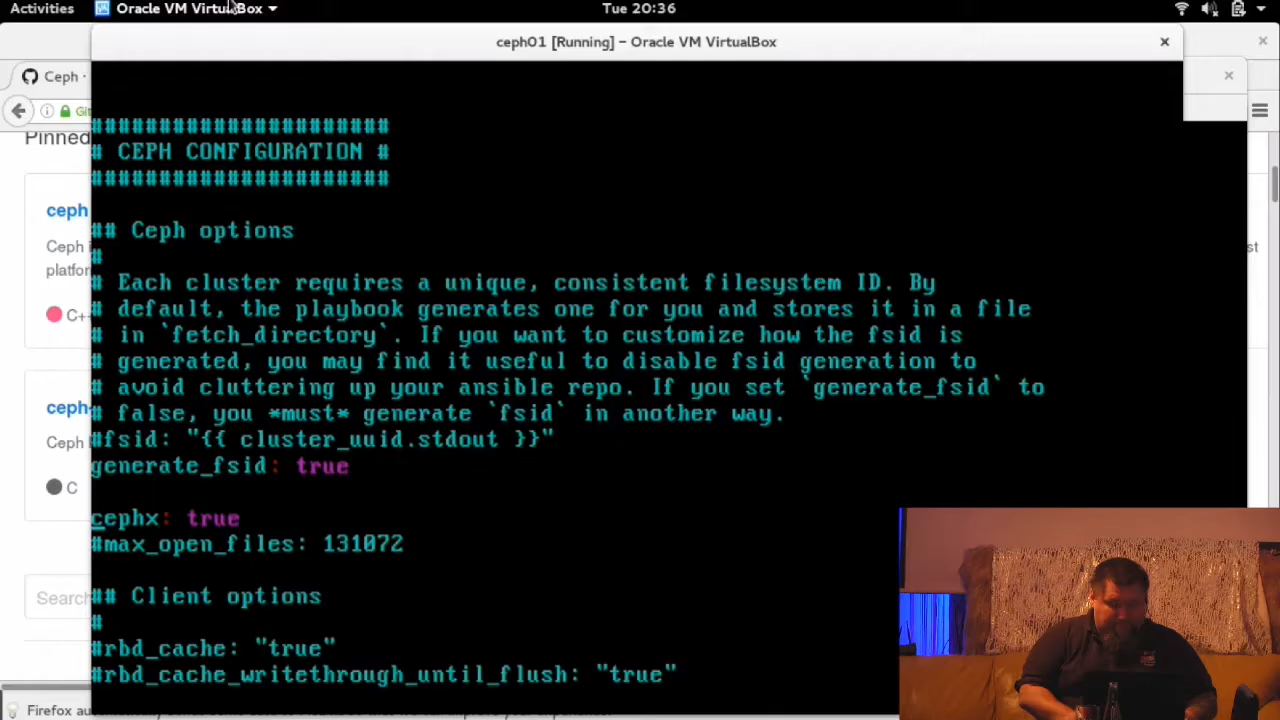 Activities Oracle VM VirtualBox Tue 20:36
ceph01 [Running] – Oracle VM VirtualBox
Ceph ·
Pinned
ceph
Ceph
platfor
C++
ceph-
Ceph
C
Search
st
######################
# CEPH CONFIGURATION #
######################
## Ceph options
#
# Each cluster requires a unique, consistent filesystem ID. By
# default, the playbook generates one for you and stores it in a file
# in `fetch_directory`. If you want to customize how the fsid is
# generated, you may find it useful to disable fsid generation to
# avoid cluttering up your ansible repo. If you set `generate_fsid` to
# false, you *must* generate `fsid` in another way.
#fsid: "{{ cluster_uuid.stdout }}"
generate_fsid: true
cephx: true
#max_open_files: 131072
## Client options
#
#rbd_cache: "true"
#rbd_cache_writethrough_until_flush: "true"
Firefox